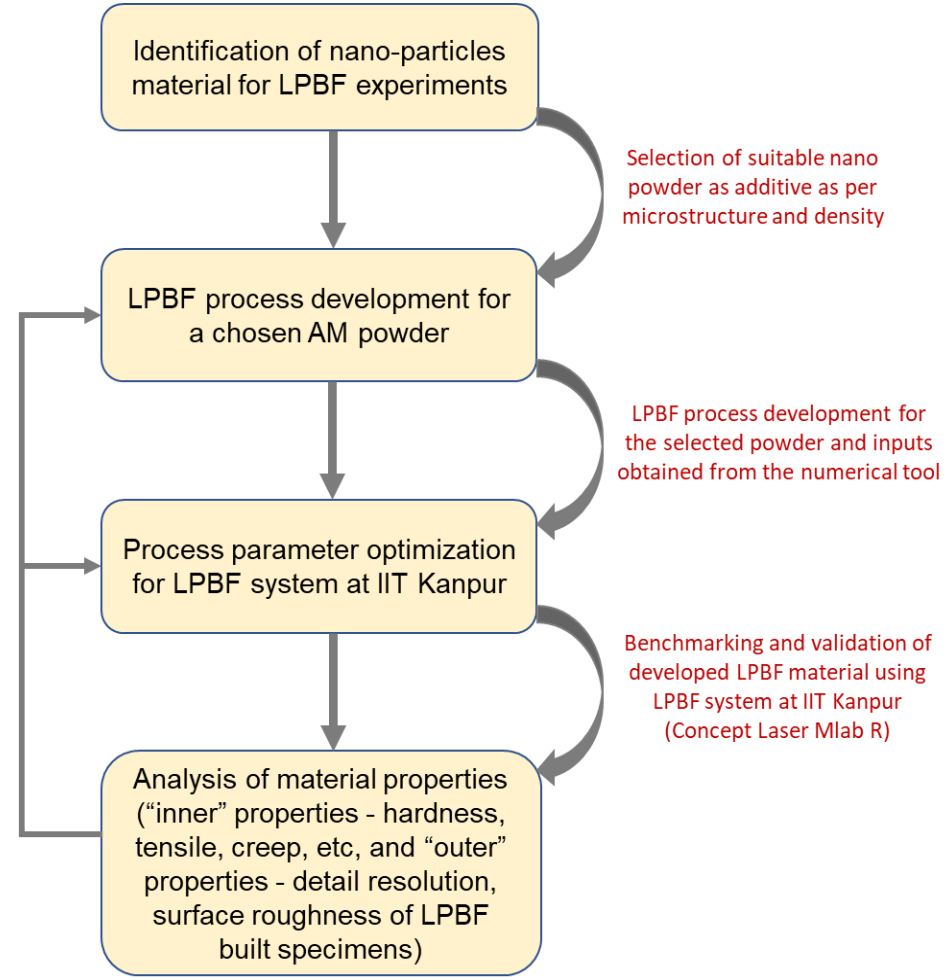 Identification of nano-particles
material for LPBF experiments
Selection of suitable nano
powder as additive as per
microstructure and density
LPBF process development for
a chosen AM powder
LPBF process development for
the selected powder and inputs
obtained from the numerical tool
Process parameter optimization
for LPBF system at IIT Kanpur
Benchmarking and validation of
developed LPBF material using
LPBF system at IIT Kanpur
(Concept Laser Mlab R)
Analysis of material properties
(“inner” properties - hardness,
tensile, creep, etc, and “outer”
properties - detail resolution,
surface roughness of LPBF
built specimens)